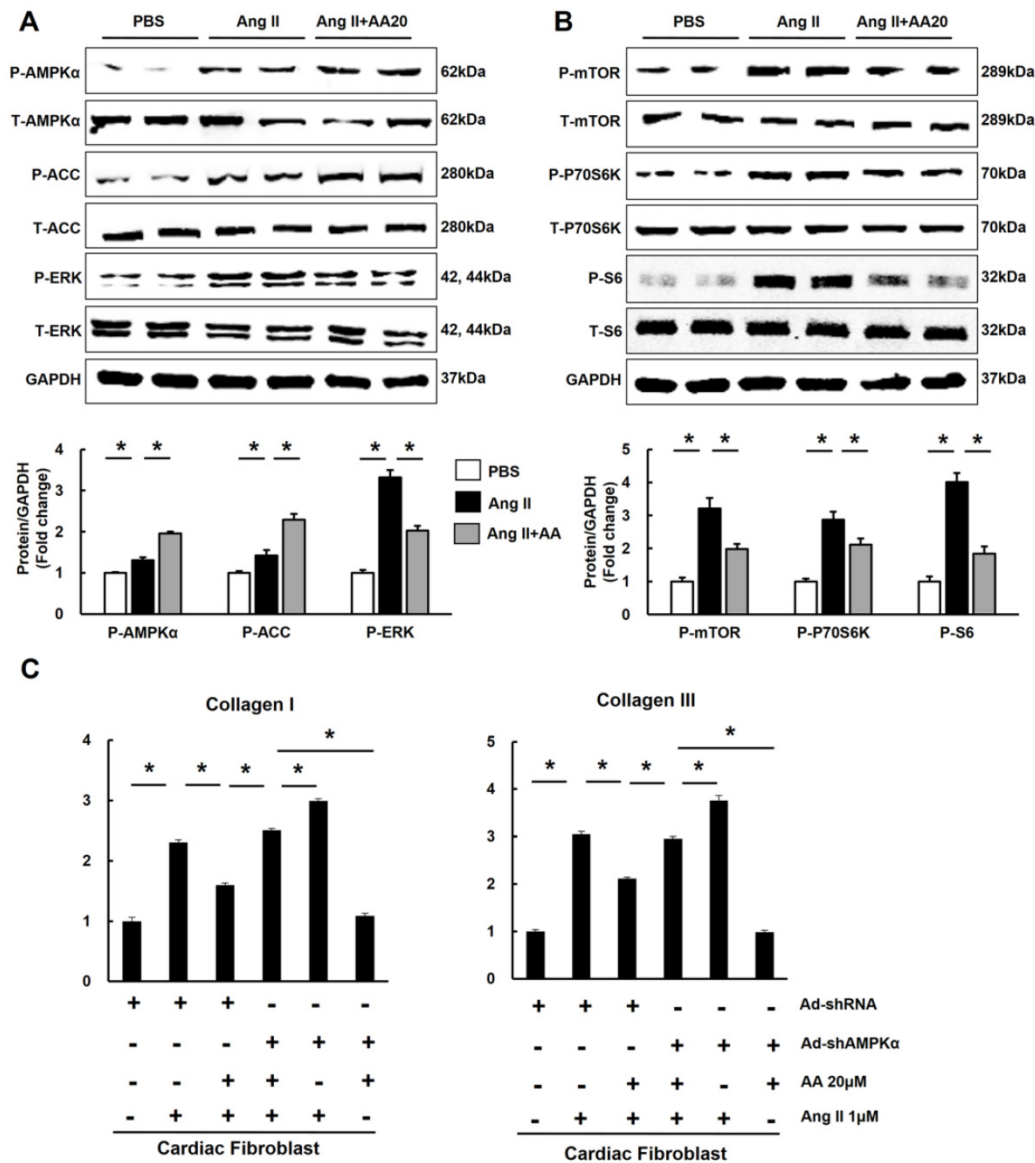 A
PBS Ang II Ang II+AA20
P-AMPKα 62kDa
T-AMPKα 62kDa
P-ACC 280kDa
T-ACC 280kDa
P-ERK 42, 44kDa
T-ERK 42, 44kDa
GAPDH 37kDa
Protein/GAPDH
(Fold change)
4
3
2
1
0
* * * * * *
PBS
Ang II
Ang II+AA
P-AMPKα P-ACC P-ERK
B
PBS Ang II Ang II+AA20
P-mTOR 289kDa
T-mTOR 289kDa
P-P70S6K 70kDa
T-P70S6K 70kDa
P-S6 32kDa
T-S6 32kDa
GAPDH 37kDa
Protein/GAPDH
(Fold change)
5
4
3
2
1
0
* * * * * *
P-mTOR P-P70S6K P-S6
C
Collagen I
4
3
2
1
0
* * * * *
+ + + - - -
- - - + + +
- - + + - +
- + + + + -
Cardiac Fibroblast
Collagen III
5
4
3
2
1
0
* * * * *
+ + + - - - Ad-shRNA
- - - + + + Ad-shAMPKα
- - + + - + AA 20μM
- + + + + - Ang II 1μM
Cardiac Fibroblast